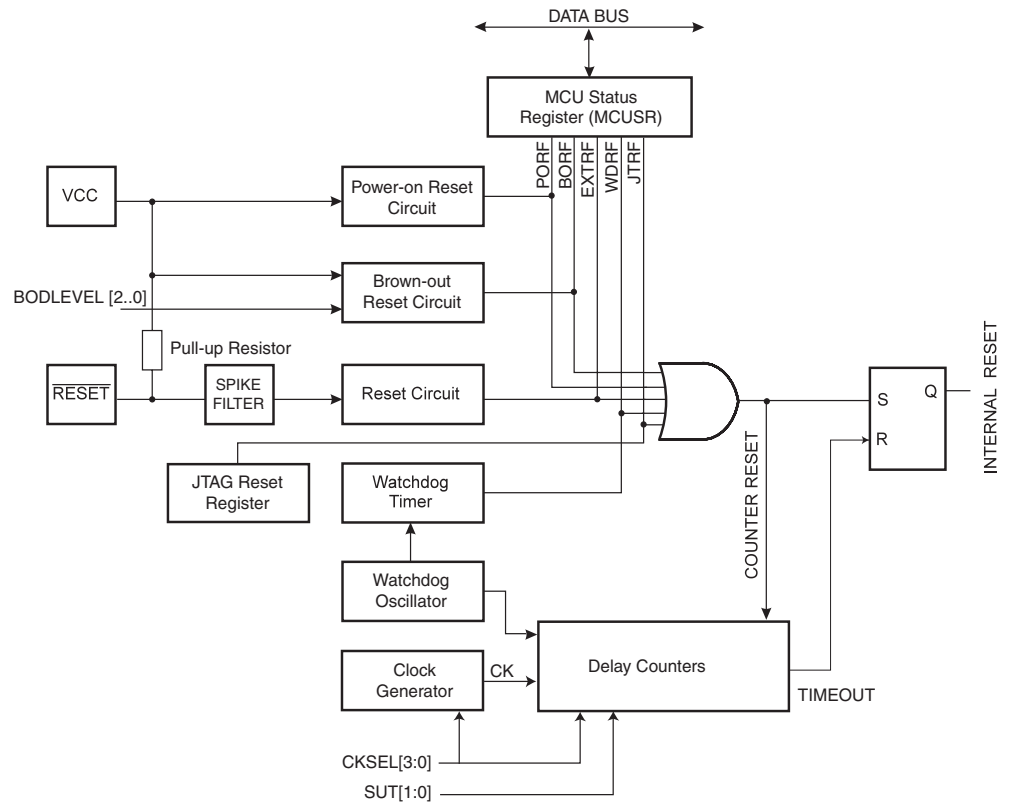 DATA BUS
MCU Status
Register (MCUSR)
PORF
BORF
EXTRF
WDRF
JTRF
VCC
Power-on Reset
Circuit
Brown-out
Reset Circuit
BODLEVEL [2..0]
Pull-up Resistor
RESET
SPIKE
FILTER
Reset Circuit
S
Q
R
INTERNAL RESET
JTAG Reset
Register
Watchdog
Timer
COUNTER RESET
Watchdog
Oscillator
Clock
Generator
CK
Delay Counters
TIMEOUT
CKSEL[3:0]
SUT[1:0]